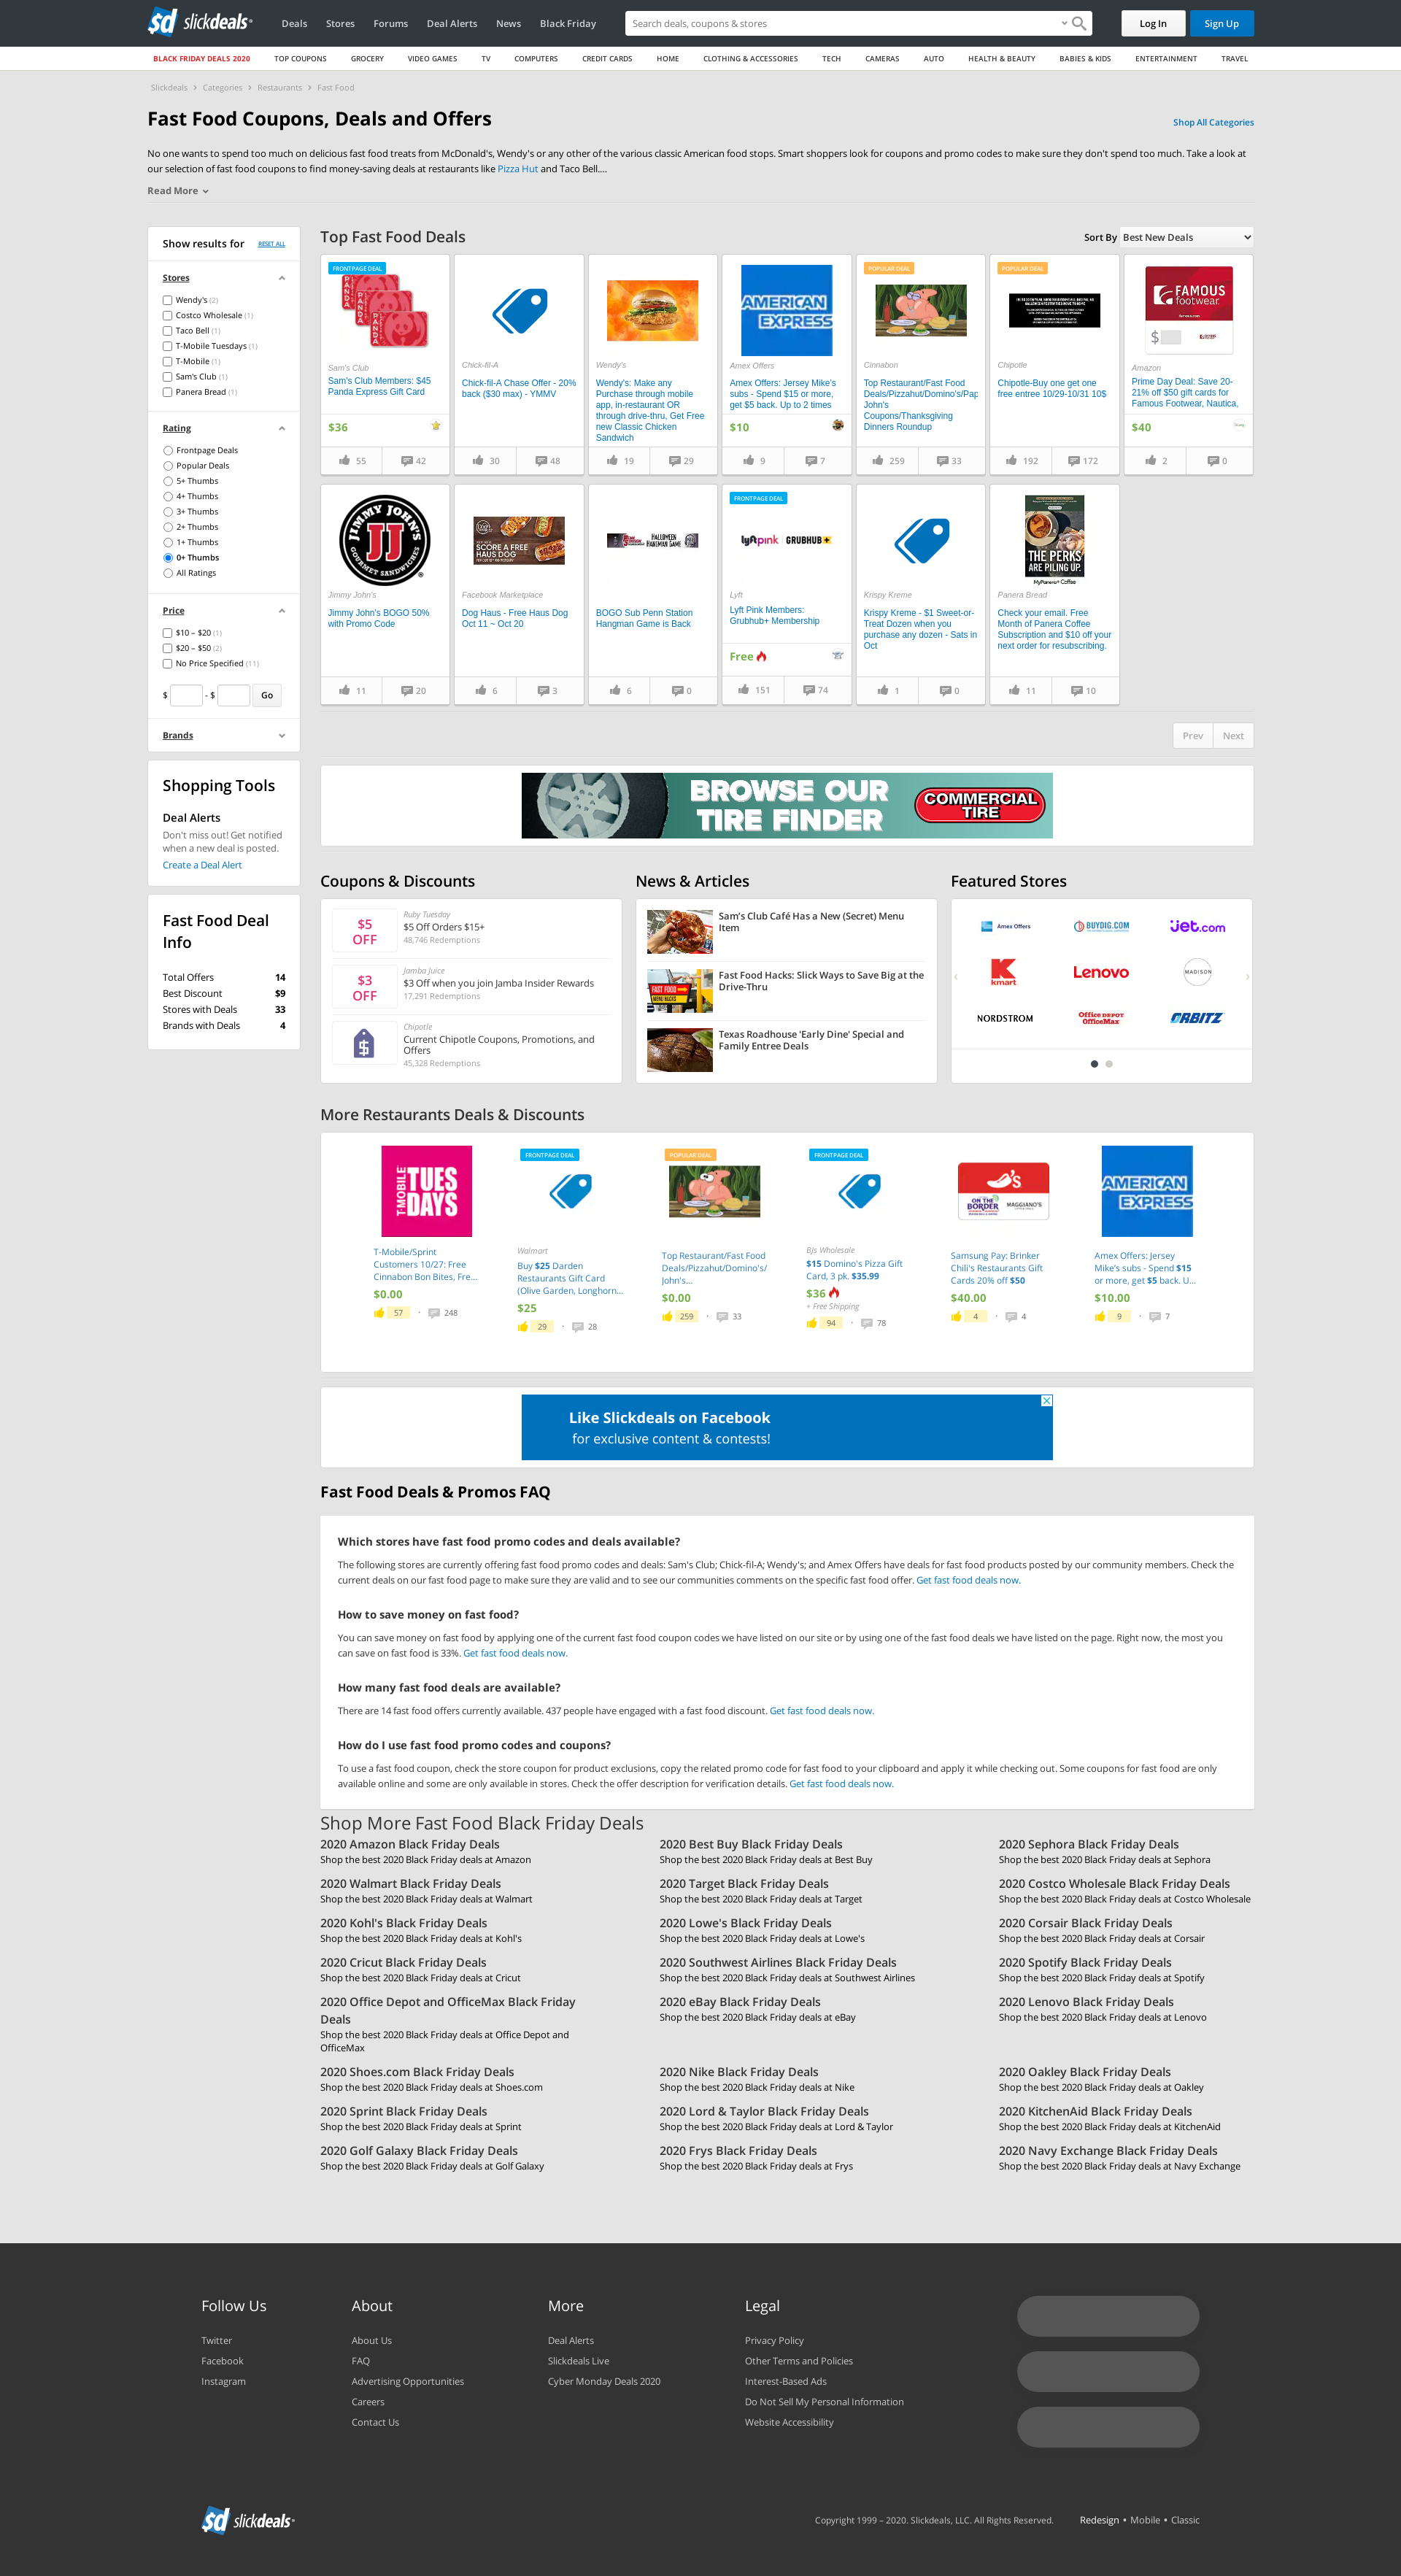 slickdeals
Deals Stores Forums Deal Alerts News Black Friday
Search deals, coupons & stores
Log In Sign Up
BLACK FRIDAY DEALS 2020 TOP COUPONS GROCERY VIDEO GAMES TV COMPUTERS CREDIT CARDS HOME CLOTHING & ACCESSORIES TECH CAMERAS AUTO HEALTH & BEAUTY BABIES & KIDS ENTERTAINMENT TRAVEL
Slickdeals › Categories › Restaurants › Fast Food
Fast Food Coupons, Deals and Offers
Shop All Categories
No one wants to spend too much on delicious fast food treats from McDonald's, Wendy's or any other of the various classic American food stops. Smart shoppers look for coupons and promo codes to make sure they don't spend too much. Take a look at
our selection of fast food coupons to find money-saving deals at restaurants like Pizza Hut and Taco Bell....
Read More
Show results for RESET ALL
Stores
Wendy's (2)
Costco Wholesale (1)
Taco Bell (1)
T-Mobile Tuesdays (1)
T-Mobile (1)
Sam's Club (1)
Panera Bread (1)
Rating
Frontpage Deals
Popular Deals
5+ Thumbs
4+ Thumbs
3+ Thumbs
2+ Thumbs
1+ Thumbs
0+ Thumbs
All Ratings
Price
$10 – $20 (1)
$20 – $50 (2)
No Price Specified (11)
$ - $ Go
Brands
Shopping Tools
Deal Alerts
Don't miss out! Get notified
when a new deal is posted.
Create a Deal Alert
Fast Food Deal
Info
Total Offers 14
Best Discount $9
Stores with Deals 33
Brands with Deals 4
Top Fast Food Deals
Sort By Best New Deals
FRONTPAGE DEAL
PANDA
Sam's Club
Sam's Club Members: $45
Panda Express Gift Card
$36
55 42
Chick-fil-A
Chick-fil-A Chase Offer - 20%
back ($30 max) - YMMV
30 48
Wendy's
Wendy's: Make any
Purchase through mobile
app, in-restaurant OR
through drive-thru, Get Free
new Classic Chicken
Sandwich
19 29
AMERICAN
EXPRESS
Amex Offers
Amex Offers: Jersey Mike's
subs - Spend $15 or more,
get $5 back. Up to 2 times
$10
9 7
POPULAR DEAL
Cinnabon
Top Restaurant/Fast Food
Deals/Pizzahut/Domino's/Pap
John's
Coupons/Thanksgiving
Dinners Roundup
259 33
POPULAR DEAL
Chipotle
Chipotle-Buy one get one
free entree 10/29-10/31 10$
192 172
FAMOUS
footwear.
$
Amazon
Prime Day Deal: Save 20-
21% off $50 gift cards for
Famous Footwear, Nautica,
$40
2 0
JIMMY JOHN'S
JJ
GOURMET SANDWICHES
Jimmy John's
Jimmy John's BOGO 50%
with Promo Code
11 20
SCORE A FREE
HAUS DOG
Facebook Marketplace
Dog Haus - Free Haus Dog
Oct 11 ~ Oct 20
6 3
HALLOWEEN
HANGMAN GAME
BOGO Sub Penn Station
Hangman Game is Back
6 0
FRONTPAGE DEAL
lyft pink GRUBHUB+
Lyft
Lyft Pink Members:
Grubhub+ Membership
Free
151 74
Krispy Kreme
Krispy Kreme - $1 Sweet-or-
Treat Dozen when you
purchase any dozen - Sats in
Oct
1 0
THE PERKS
ARE PILING UP.
MyPanera+ Coffee
Panera Bread
Check your email. Free
Month of Panera Coffee
Subscription and $10 off your
next order for resubscribing.
11 10
Prev Next
BROWSE OUR
TIRE FINDER
COMMERCIAL
TIRE
Coupons & Discounts
$5
OFF
Ruby Tuesday
$5 Off Orders $15+
48,746 Redemptions
$3
OFF
Jamba Juice
$3 Off when you join Jamba Insider Rewards
17,291 Redemptions
Chipotle
Current Chipotle Coupons, Promotions, and
Offers
45,328 Redemptions
News & Articles
Sam's Club Café Has a New (Secret) Menu
Item
FAST FOOD
MENU HACKS
Fast Food Hacks: Slick Ways to Save Big at the
Drive-Thru
Texas Roadhouse 'Early Dine' Special and
Family Entree Deals
Featured Stores
Amex Offers BUYDIG.COM jet.com
kmart Lenovo MADISON
NORDSTROM Office DEPOT OfficeMax ORBITZ
More Restaurants Deals & Discounts
T-MOBILE TUES
DAYS
T-Mobile/Sprint
Customers 10/27: Free
Cinnabon Bon Bites, Fre...
$0.00
57 · 248
FRONTPAGE DEAL
Walmart
Buy $25 Darden
Restaurants Gift Card
(Olive Garden, Longhorn...
$25
29 · 28
POPULAR DEAL
Top Restaurant/Fast Food
Deals/Pizzahut/Domino's/
John's...
$0.00
259 · 33
FRONTPAGE DEAL
BJs Wholesale
$15 Domino's Pizza Gift
Card, 3 pk. $35.99
$36
+ Free Shipping
94 · 78
ON THE
BORDER
MAGGIANO'S
Samsung Pay: Brinker
Chili's Restaurants Gift
Cards 20% off $50
$40.00
4 · 4
AMERICAN
EXPRESS
Amex Offers: Jersey
Mike's subs - Spend $15
or more, get $5 back. U...
$10.00
9 · 7
Like Slickdeals on Facebook
for exclusive content & contests!
Fast Food Deals & Promos FAQ
Which stores have fast food promo codes and deals available?
The following stores are currently offering fast food promo codes and deals: Sam's Club; Chick-fil-A; Wendy's; and Amex Offers have deals for fast food products posted by our community members. Check the
current deals on our fast food page to make sure they are valid and to see our communities comments on the specific fast food offer. Get fast food deals now.
How to save money on fast food?
You can save money on fast food by applying one of the current fast food coupon codes we have listed on our site or by using one of the fast food deals we have listed on the page. Right now, the most you
can save on fast food is 33%. Get fast food deals now.
How many fast food deals are available?
There are 14 fast food offers currently available. 437 people have engaged with a fast food discount. Get fast food deals now.
How do I use fast food promo codes and coupons?
To use a fast food coupon, check the store coupon for product exclusions, copy the related promo code for fast food to your clipboard and apply it while checking out. Some coupons for fast food are only
available online and some are only available in stores. Check the offer description for verification details. Get fast food deals now.
Shop More Fast Food Black Friday Deals
2020 Amazon Black Friday Deals
Shop the best 2020 Black Friday deals at Amazon
2020 Best Buy Black Friday Deals
Shop the best 2020 Black Friday deals at Best Buy
2020 Sephora Black Friday Deals
Shop the best 2020 Black Friday deals at Sephora
2020 Walmart Black Friday Deals
Shop the best 2020 Black Friday deals at Walmart
2020 Target Black Friday Deals
Shop the best 2020 Black Friday deals at Target
2020 Costco Wholesale Black Friday Deals
Shop the best 2020 Black Friday deals at Costco Wholesale
2020 Kohl's Black Friday Deals
Shop the best 2020 Black Friday deals at Kohl's
2020 Lowe's Black Friday Deals
Shop the best 2020 Black Friday deals at Lowe's
2020 Corsair Black Friday Deals
Shop the best 2020 Black Friday deals at Corsair
2020 Cricut Black Friday Deals
Shop the best 2020 Black Friday deals at Cricut
2020 Southwest Airlines Black Friday Deals
Shop the best 2020 Black Friday deals at Southwest Airlines
2020 Spotify Black Friday Deals
Shop the best 2020 Black Friday deals at Spotify
2020 Office Depot and OfficeMax Black Friday
Deals
Shop the best 2020 Black Friday deals at Office Depot and
OfficeMax
2020 eBay Black Friday Deals
Shop the best 2020 Black Friday deals at eBay
2020 Lenovo Black Friday Deals
Shop the best 2020 Black Friday deals at Lenovo
2020 Shoes.com Black Friday Deals
Shop the best 2020 Black Friday deals at Shoes.com
2020 Nike Black Friday Deals
Shop the best 2020 Black Friday deals at Nike
2020 Oakley Black Friday Deals
Shop the best 2020 Black Friday deals at Oakley
2020 Sprint Black Friday Deals
Shop the best 2020 Black Friday deals at Sprint
2020 Lord & Taylor Black Friday Deals
Shop the best 2020 Black Friday deals at Lord & Taylor
2020 KitchenAid Black Friday Deals
Shop the best 2020 Black Friday deals at KitchenAid
2020 Golf Galaxy Black Friday Deals
Shop the best 2020 Black Friday deals at Golf Galaxy
2020 Frys Black Friday Deals
Shop the best 2020 Black Friday deals at Frys
2020 Navy Exchange Black Friday Deals
Shop the best 2020 Black Friday deals at Navy Exchange
Follow Us
Twitter
Facebook
Instagram
About
About Us
FAQ
Advertising Opportunities
Careers
Contact Us
More
Deal Alerts
Slickdeals Live
Cyber Monday Deals 2020
Legal
Privacy Policy
Other Terms and Policies
Interest-Based Ads
Do Not Sell My Personal Information
Website Accessibility
slickdeals
Copyright 1999 – 2020. Slickdeals, LLC. All Rights Reserved. Redesign • Mobile • Classic